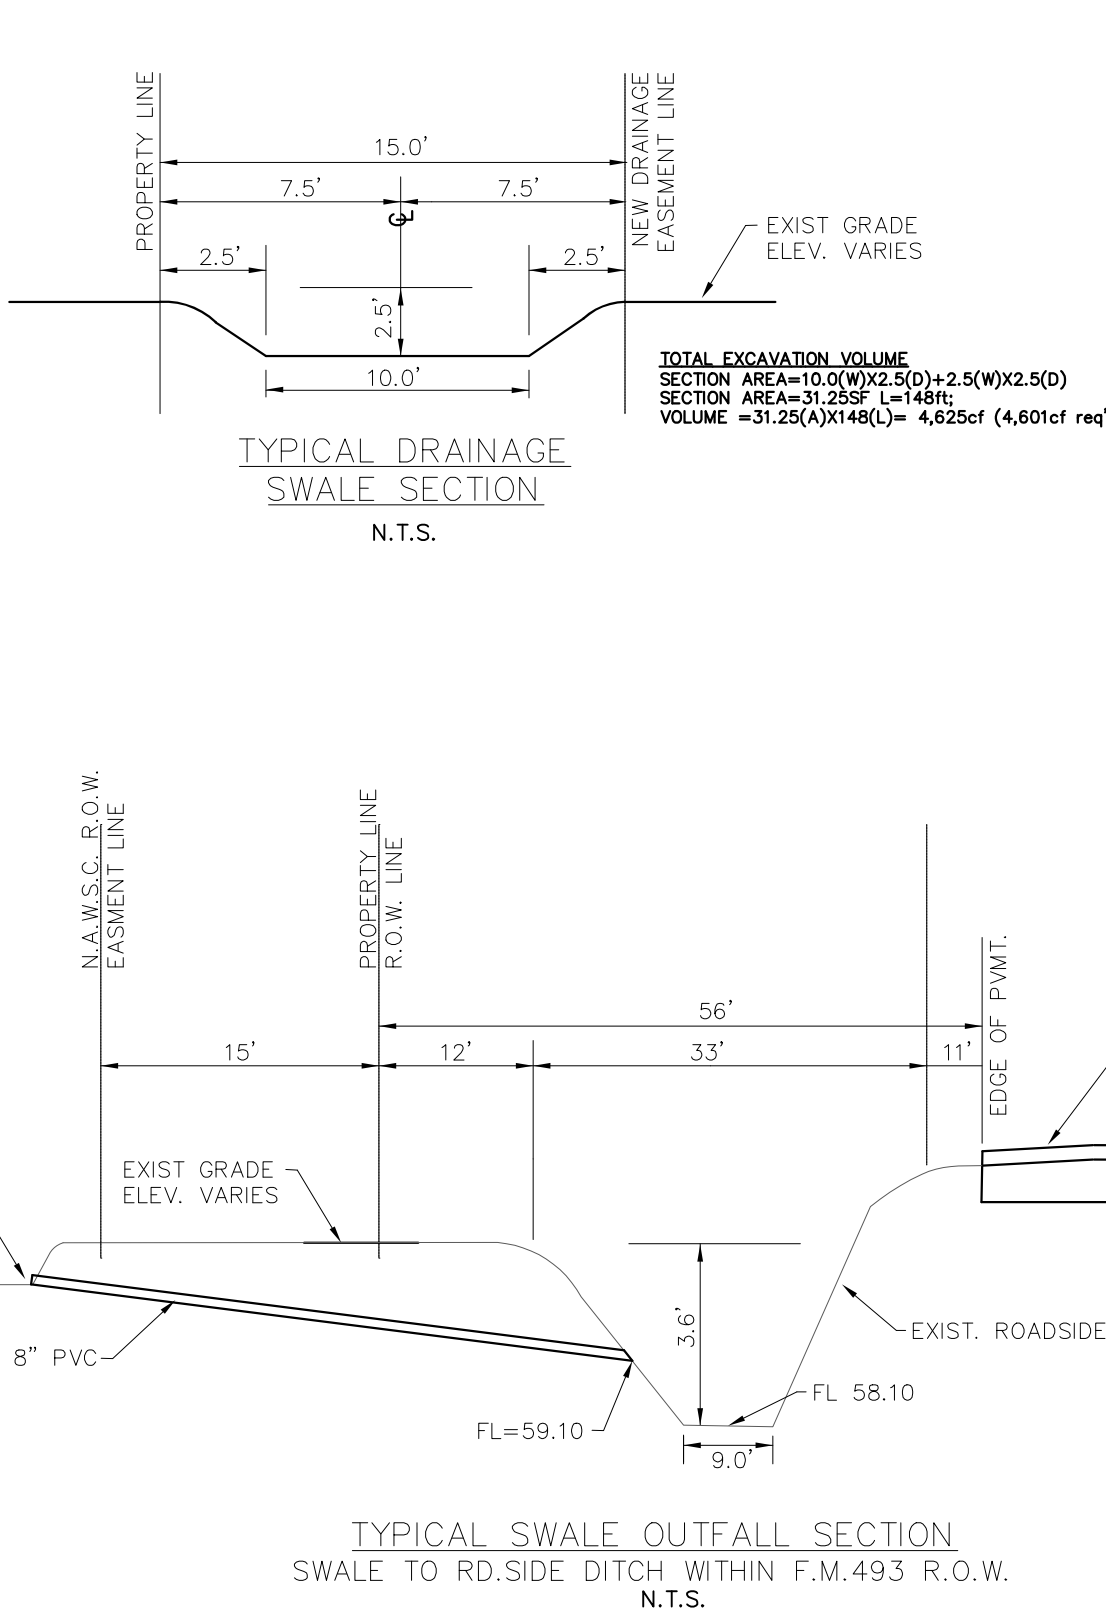 PROPERTY LINE
NEW DRAINAGE
EASEMENT LINE
15.0'
7.5'
7.5'
CL
2.5'
2.5'
EXIST GRADE
ELEV. VARIES
2.5'
10.0'
TOTAL EXCAVATION VOLUME
SECTION AREA=10.0(W)X2.5(D)+2.5(W)X2.5(D)
SECTION AREA=31.25SF L=148ft;
VOLUME =31.25(A)X148(L)= 4,625cf (4,601cf req'
TYPICAL DRAINAGE
SWALE SECTION
N.T.S.
N.A.W.S.C. R.O.W.
EASMENT LINE
PROPERTY LINE
R.O.W. LINE
EDGE OF PVMT.
56'
15'
12'
33'
11'
EXIST GRADE
ELEV. VARIES
3.6'
8" PVC
EXIST. ROADSIDE
FL 58.10
FL=59.10
9.0'
TYPICAL SWALE OUTFALL SECTION
SWALE TO RD.SIDE DITCH WITHIN F.M.493 R.O.W.
N.T.S.